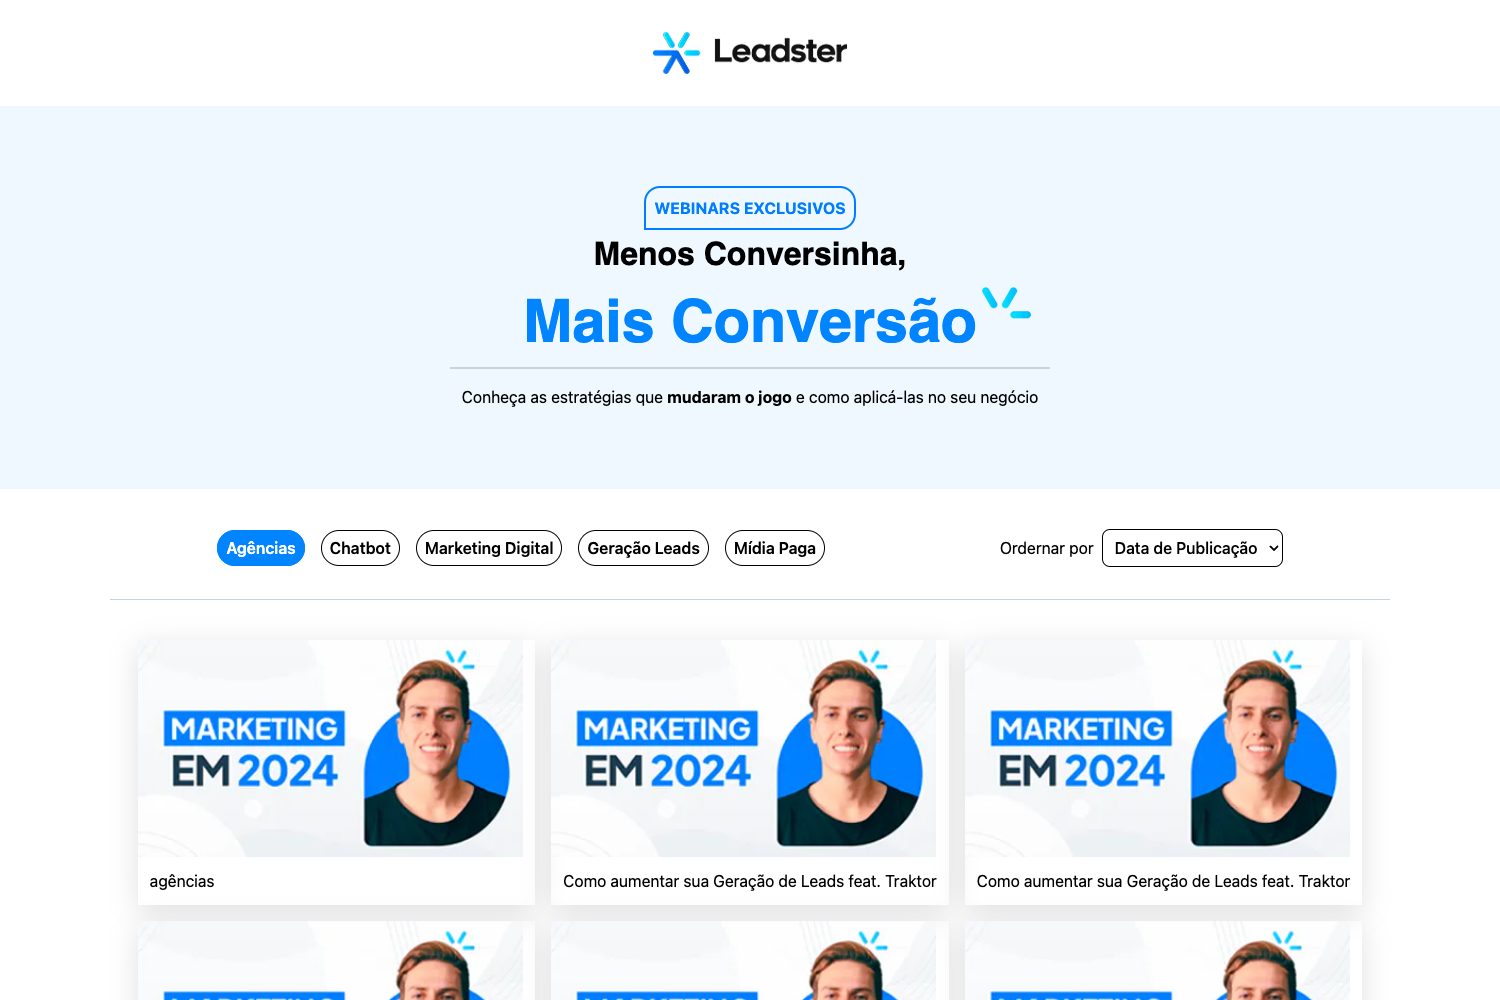 Leadster
WEBINARS EXCLUSIVOS
Menos Conversinha,
Mais Conversão
Conheça as estratégias que mudaram o jogo e como aplicá-las no seu negócio
Agências
Chatbot
Marketing Digital
Geração Leads
Mídia Paga
Ordernar por
Data de Publicação
MARKETING
EM 2024
agências
MARKETING
EM 2024
Como aumentar sua Geração de Leads feat. Traktor
MARKETING
EM 2024
Como aumentar sua Geração de Leads feat. Traktor
MARKETING
MARKETING
MARKETING